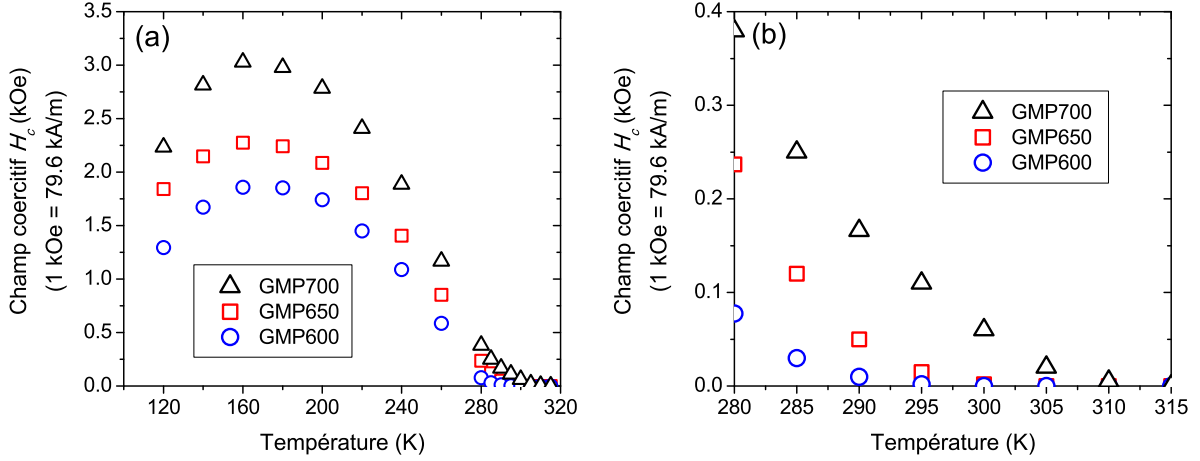 (a)
Champ coercitif Hc (kOe)
(1 kOe = 79.6 kA/m)
3.5
3.0
2.5
2.0
1.5
1.0
0.5
0.0
GMP700
GMP650
GMP600
120 160 200 240 280 320
Température (K)
(b)
Champ coercitif Hc (kOe)
(1 kOe = 79.6 kA/m)
0.4
0.3
0.2
0.1
0.0
GMP700
GMP650
GMP600
280 285 290 295 300 305 310 315
Température (K)